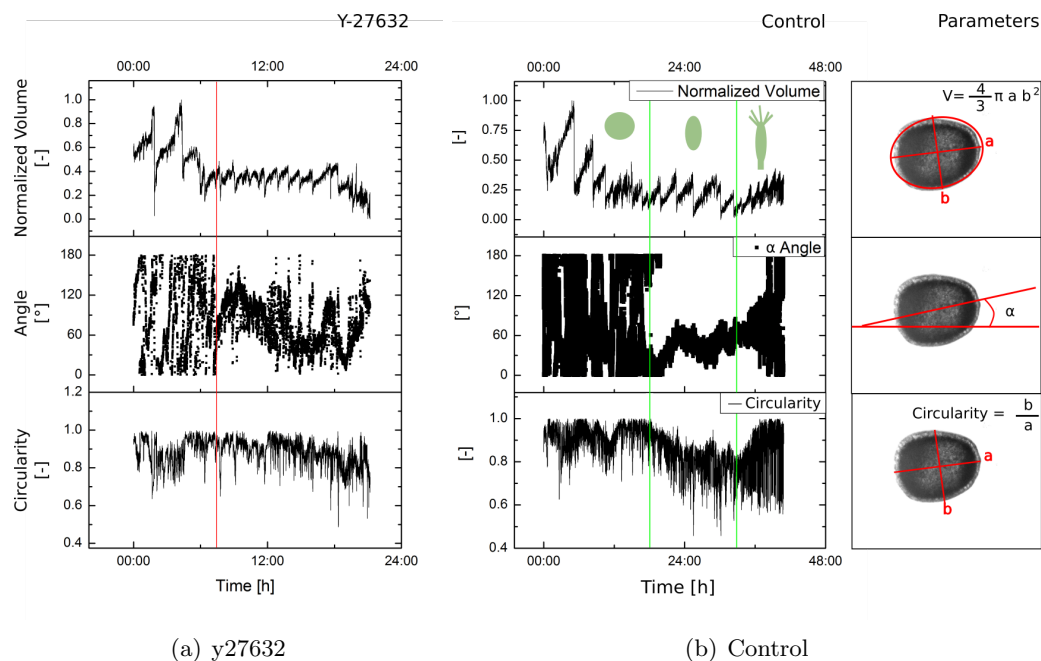 Y-27632
Control
Parameters
00:00 12:00 24:00
00:00 24:00 48:00
Normalized Volume
[-]
1.0
0.8
0.6
0.4
0.2
0.0
[-]
1.00
0.75
0.50
0.25
0.00
Normalized Volume
V= 4/3 π a b²
a
b
Angle
[°]
180
120
60
0
[°]
180
120
60
0
α Angle
α
Circularity
[-]
1.2
1.0
0.8
0.6
0.4
[-]
1.0
0.8
0.6
0.4
Circularity
Circularity = b/a
a
b
00:00 12:00 24:00
Time [h]
00:00 24:00 48:00
Time [h]
(a) y27632
(b) Control